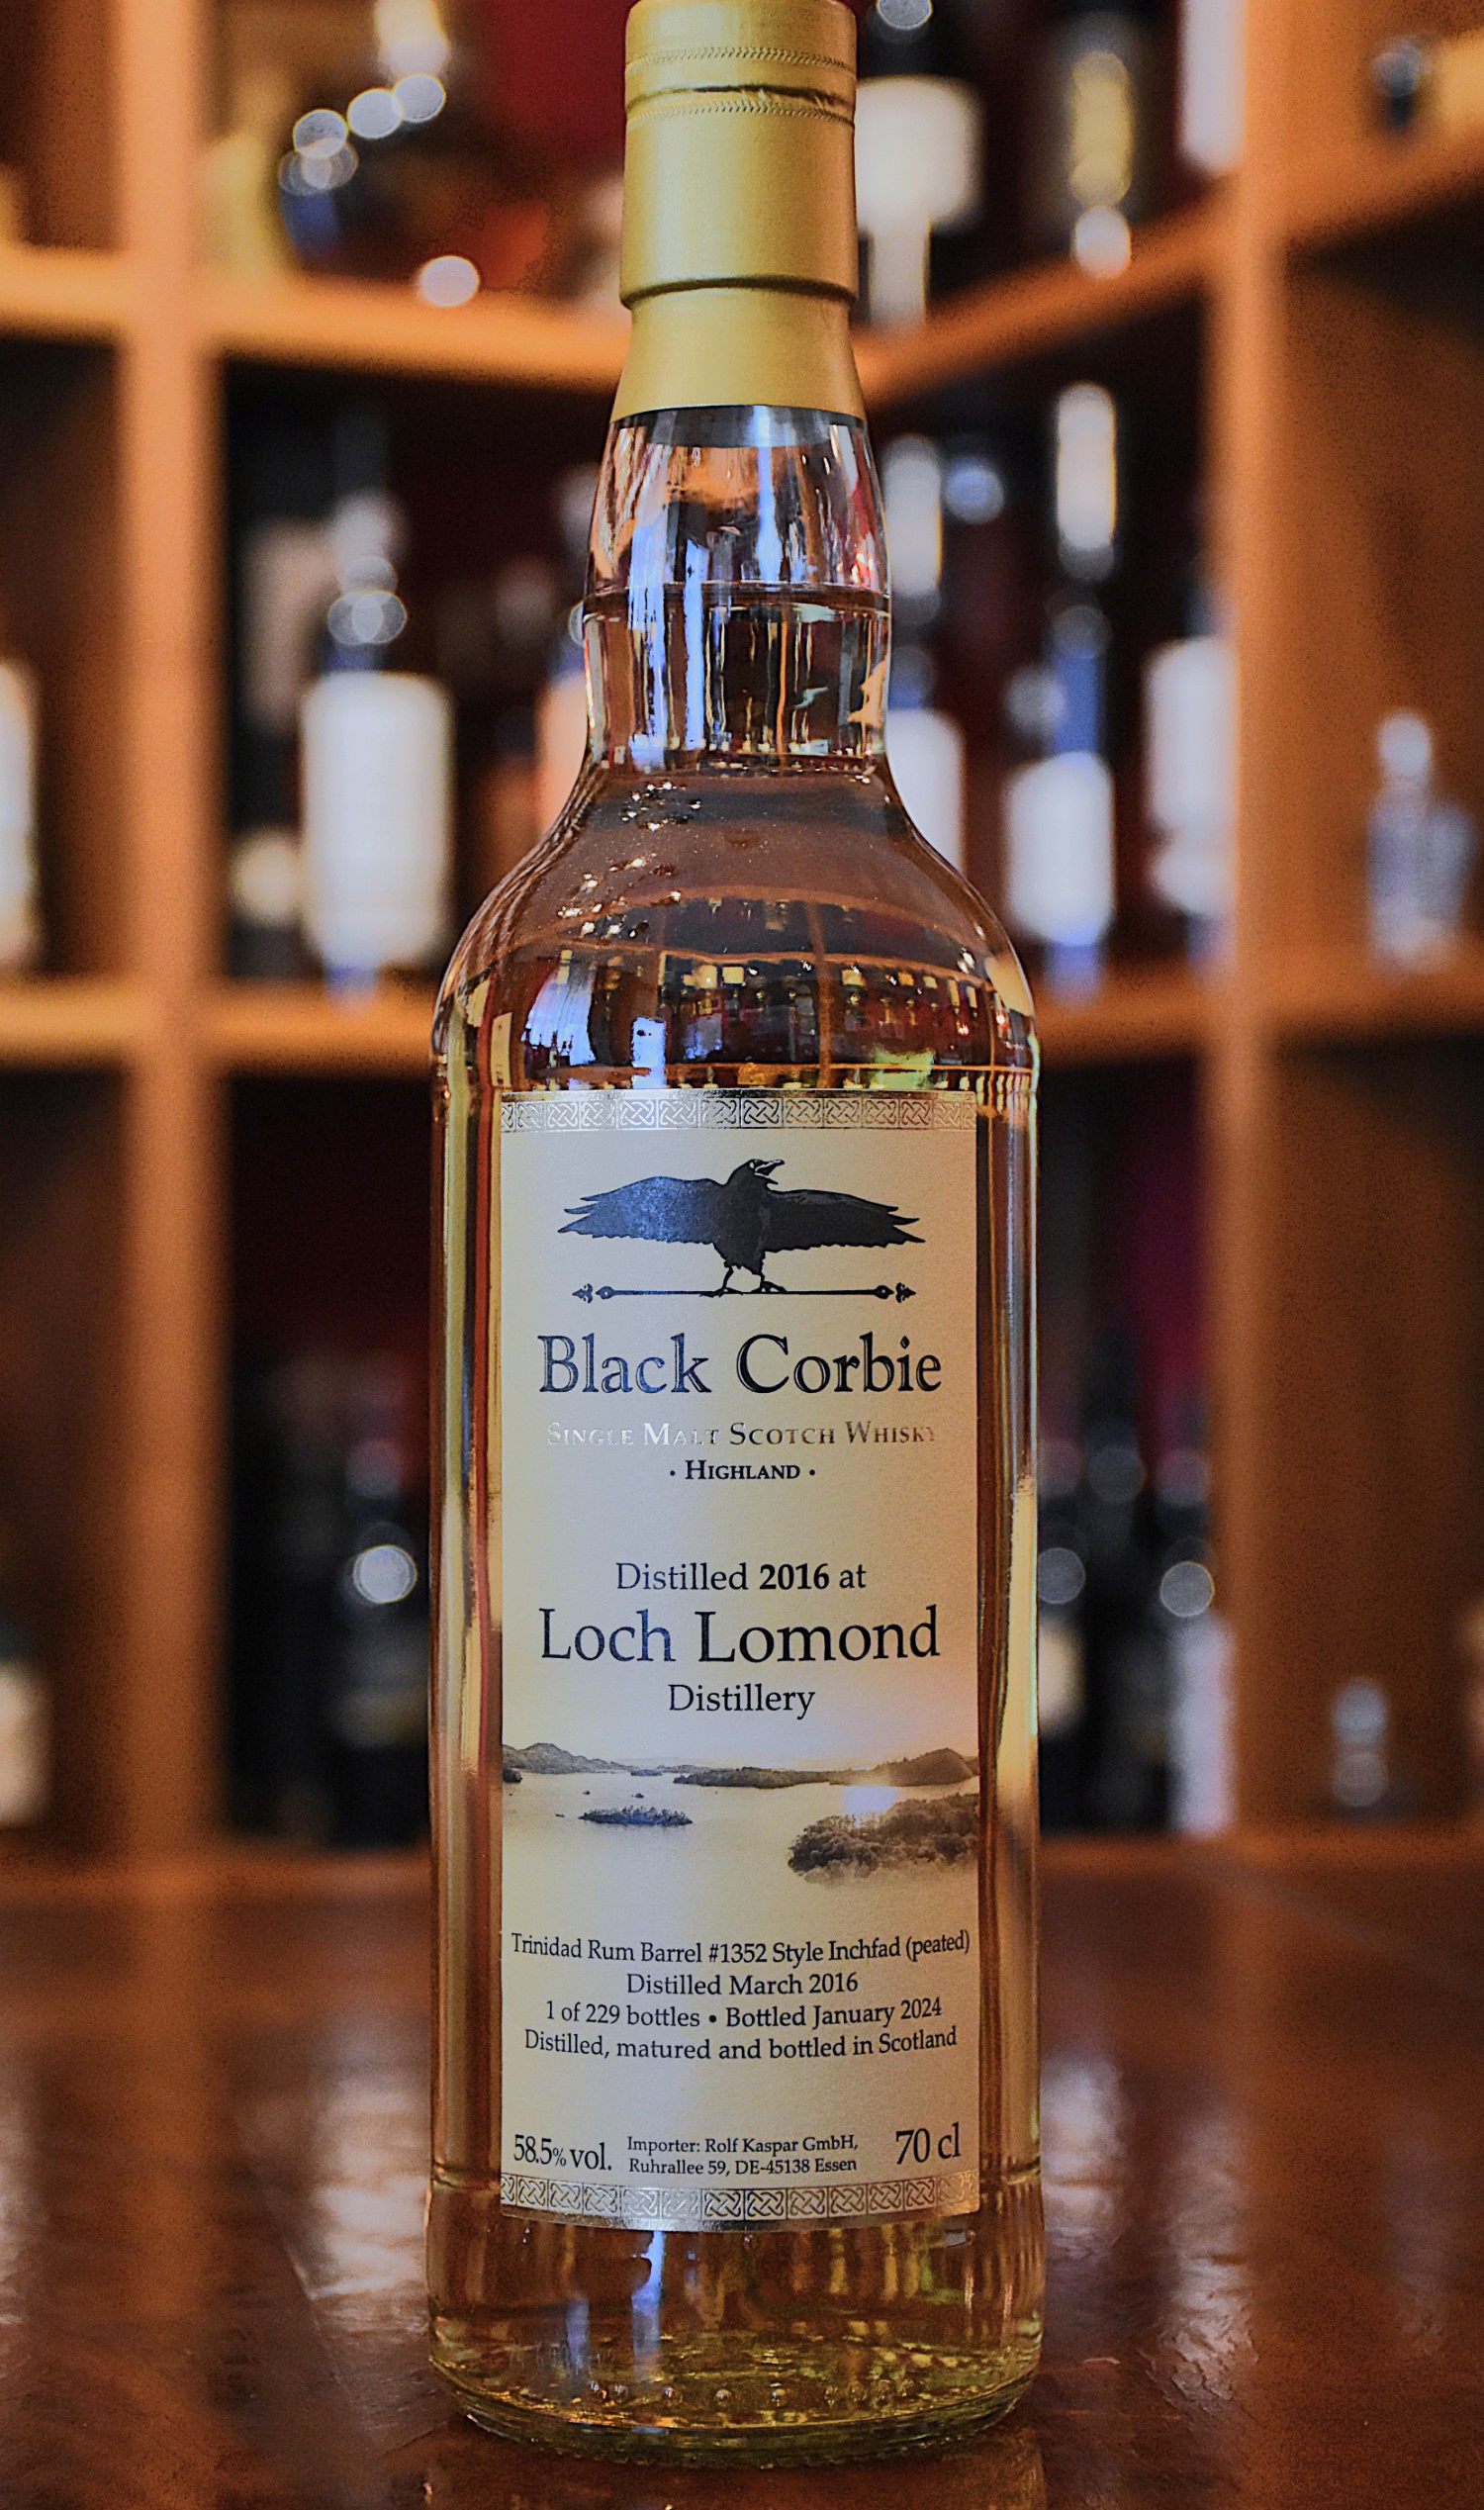 Black Corbie
Single Malt Scotch Whisky
• Highland •
Distilled 2016 at
Loch Lomond
Distillery
Trinidad Rum Barrel #1352 Style Inchfad (peated)
Distilled March 2016
1 of 229 bottles • Bottled January 2024
Distilled, matured and bottled in Scotland
58.5% vol.
Importer: Rolf Kaspar GmbH,
Ruhrallee 59, DE-45138 Essen
70 cl